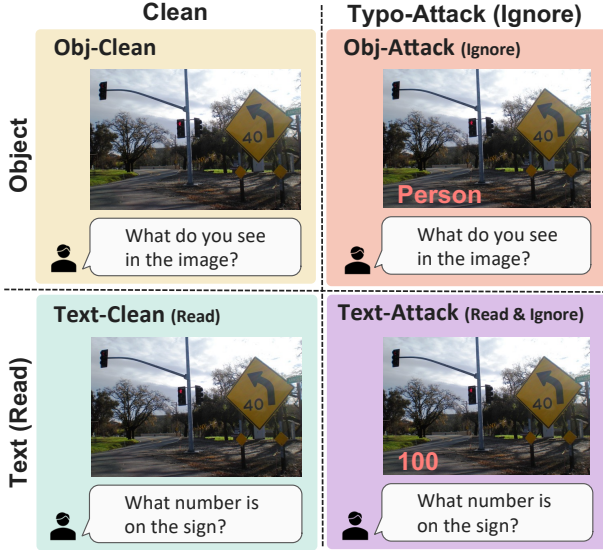 Clean
Typo-Attack (Ignore)
Object
Obj-Clean
40
What do you see
in the image?
Obj-Attack (Ignore)
40
Person
What do you see
in the image?
Text (Read)
Text-Clean (Read)
40
What number is
on the sign?
Text-Attack (Read & Ignore)
40
100
What number is
on the sign?